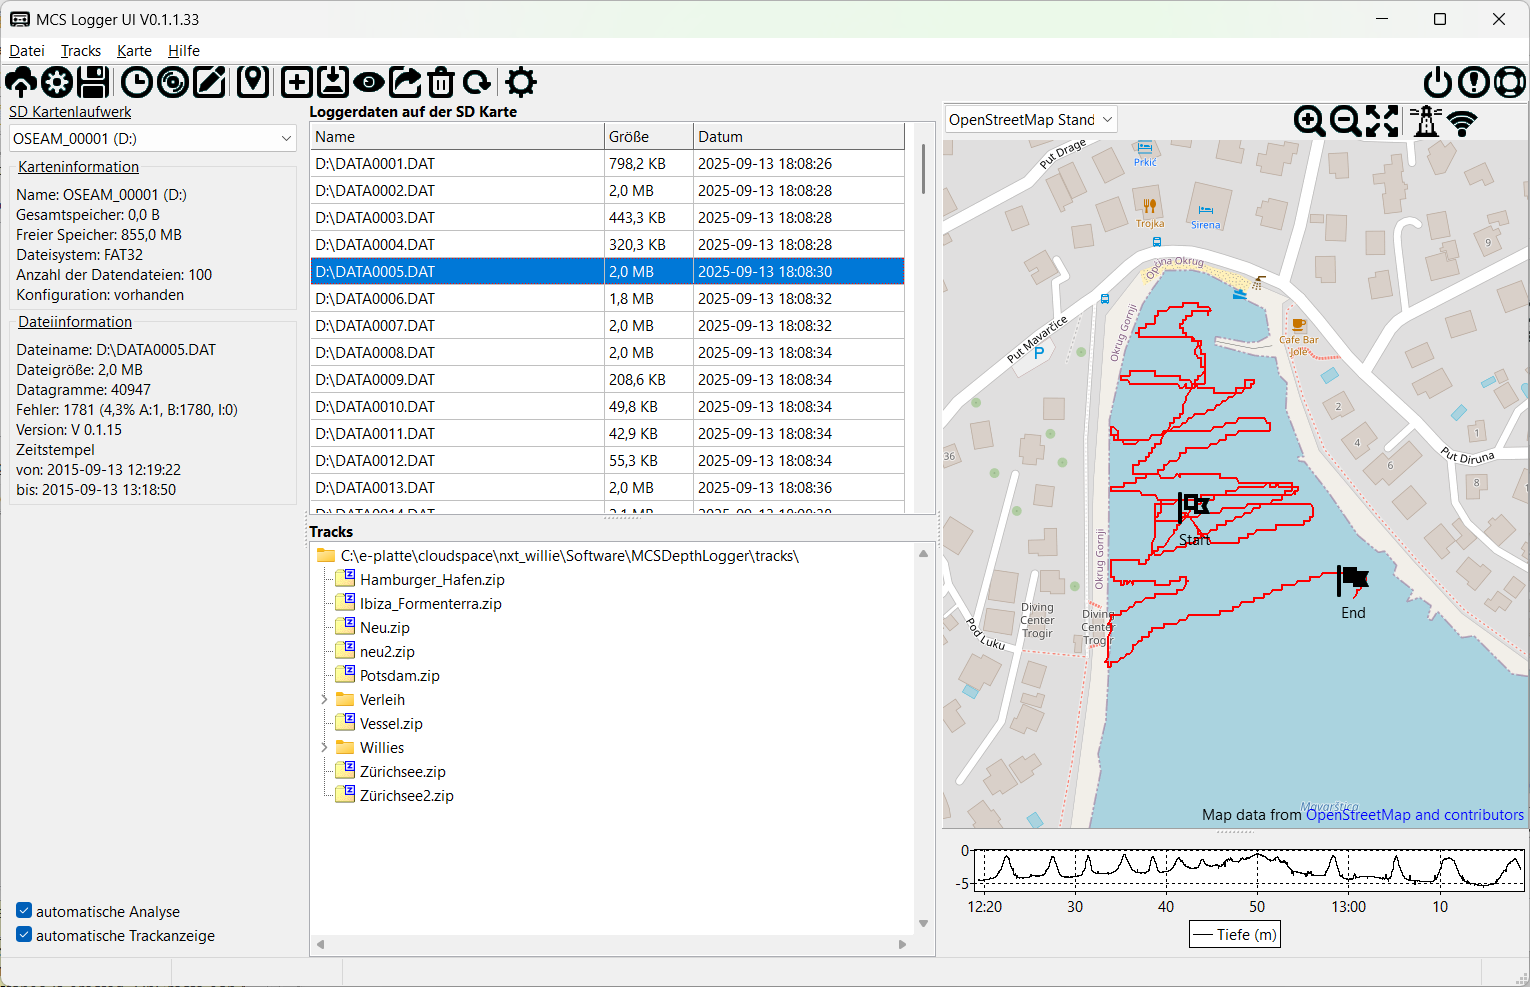 MCS Logger UI V0.1.1.33
Datei Tracks Karte Hilfe
SD Kartenlaufwerk
OSEAM_00001 (D:)
Karteninformation
Name: OSEAM_00001 (D:)
Gesamtspeicher: 0,0 B
Freier Speicher: 855,0 MB
Dateisystem: FAT32
Anzahl der Datendateien: 100
Konfiguration: vorhanden
Dateiinformation
Dateiname: D:\DATA0005.DAT
Dateigröße: 2,0 MB
Datagramme: 40947
Fehler: 1781 (4,3% A:1, B:1780, I:0)
Version: V 0.1.15
Zeitstempel
von: 2015-09-13 12:19:22
bis: 2015-09-13 13:18:50
automatische Analyse
automatische Trackanzeige
Loggerdaten auf der SD Karte
Name Größe Datum
D:\DATA0001.DAT 798,2 KB 2025-09-13 18:08:26
D:\DATA0002.DAT 2,0 MB 2025-09-13 18:08:28
D:\DATA0003.DAT 443,3 KB 2025-09-13 18:08:28
D:\DATA0004.DAT 320,3 KB 2025-09-13 18:08:28
D:\DATA0005.DAT 2,0 MB 2025-09-13 18:08:30
D:\DATA0006.DAT 1,8 MB 2025-09-13 18:08:32
D:\DATA0007.DAT 2,0 MB 2025-09-13 18:08:32
D:\DATA0008.DAT 2,0 MB 2025-09-13 18:08:34
D:\DATA0009.DAT 208,6 KB 2025-09-13 18:08:34
D:\DATA0010.DAT 49,8 KB 2025-09-13 18:08:34
D:\DATA0011.DAT 42,9 KB 2025-09-13 18:08:34
D:\DATA0012.DAT 55,3 KB 2025-09-13 18:08:34
D:\DATA0013.DAT 2,0 MB 2025-09-13 18:08:36
Tracks
C:\e-platte\cloudspace\nxt_willie\Software\MCSDepthLogger\tracks\
Hamburger_Hafen.zip
Ibiza_Formenterra.zip
Neu.zip
neu2.zip
Potsdam.zip
Verleih
Vessel.zip
Willies
Zürichsee.zip
Zürichsee2.zip
OpenStreetMap Stand
Put Drage
Prkić
Trojka
Sirena
9
Općina Okrug
Okrug Gornji
Put Mavarčice
P
Cafe Bar
Jole
2
4
6
1
8
36
Put Diruna
Okrug Gornji
Start
End
Diving
Center
Trogir
Diving
Center
Trogir
Pod Luku
Mavarštica
Map data from OpenStreetMap and contributors
0
-5
12:20 30 40 50 13:00 10
Tiefe (m)